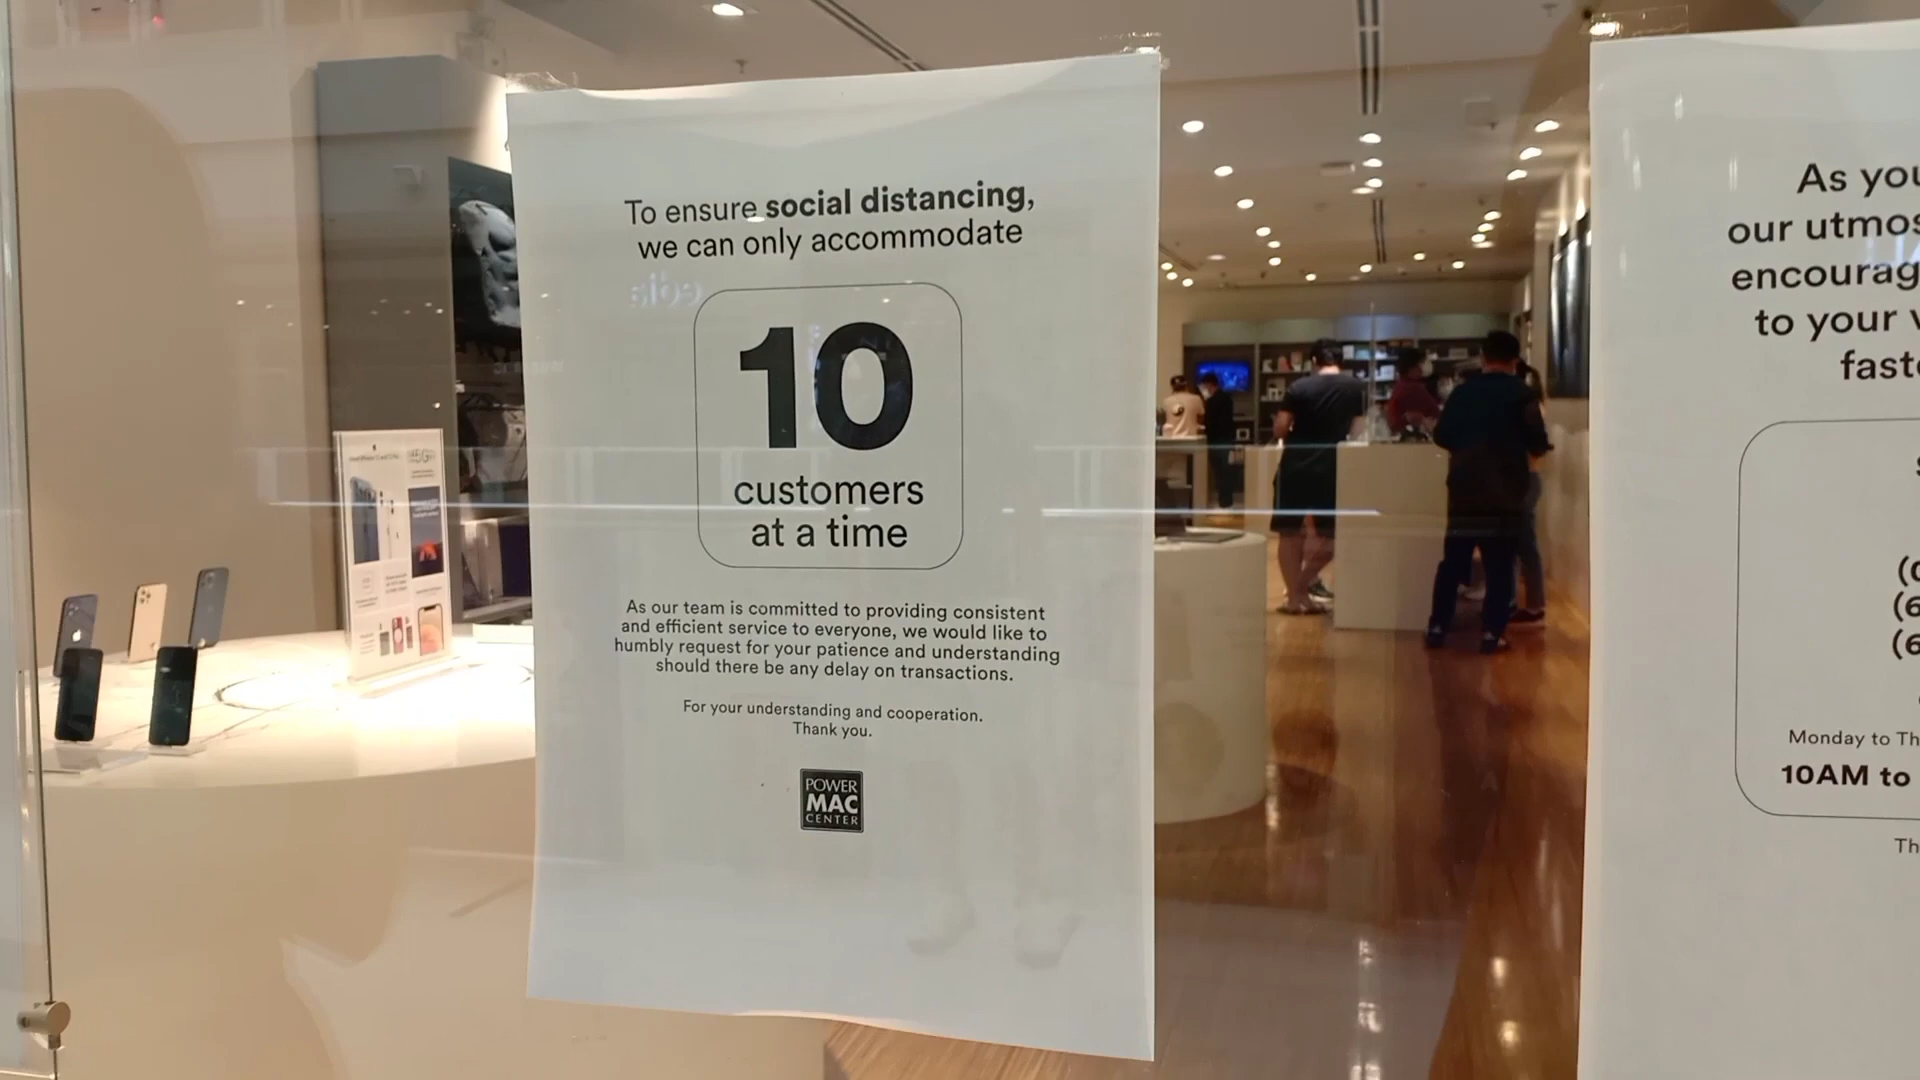 To ensure social distancing,
we can only accommodate
10
customers
at a time
As our team is committed to providing consistent
and efficient service to everyone, we would like to
humbly request for your patience and understanding
should there be any delay on transactions.
For your understanding and cooperation.
Thank you.
POWER
MAC
CENTER
As you
our utmos
encourag
to your
faste
Monday to Th
10AM to
Th